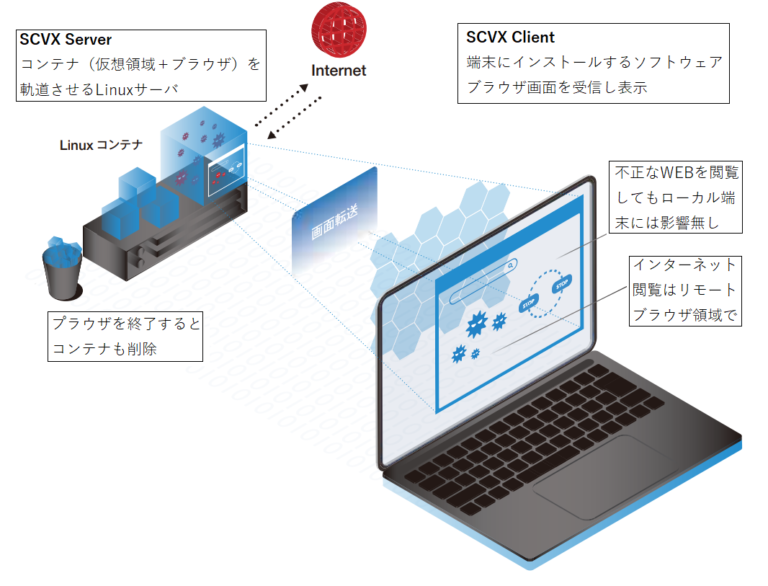 SCVX Server
コンテナ（仮想領域＋ブラウザ）を
軌道させるLinuxサーバ
Internet
SCVX Client
端末にインストールするソフトウェア
ブラウザ画面を受信し表示
Linux コンテナ
画面転送
不正なWEBを閲覧
してもローカル端
末には影響無し
インターネット
閲覧はリモート
ブラウザ領域で
STOP
STOP
ブラウザを終了すると
コンテナも削除